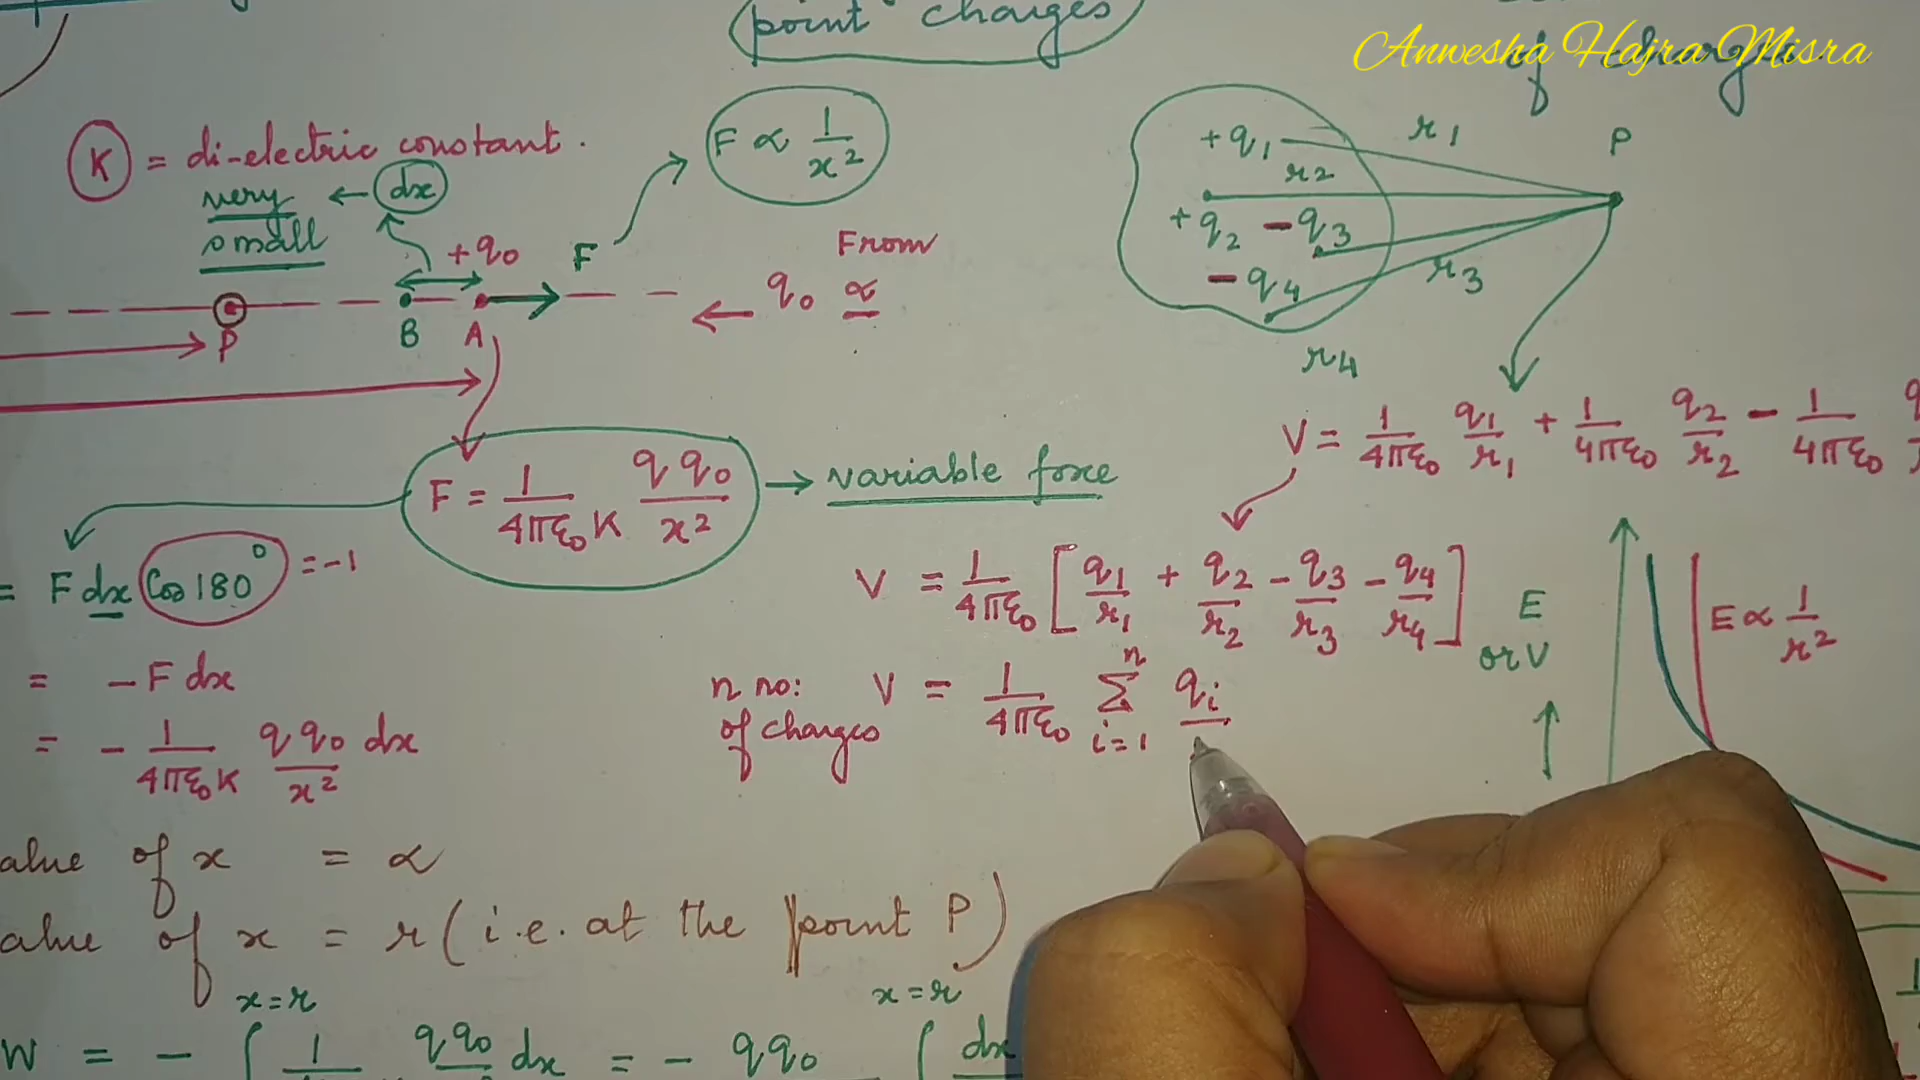 point charges
Anwesha Hajra Misra
of charges
K = di-electric constant.
very ← dx
small
F ∝ 1/x²
+q₀
F
From
q₀ ∝
P
B
A
+q₁
r₁
P
r₂
+q₂
-q₃
-q₄
r₃
r₄
V = 1/4πε₀ q₁/r₁ + 1/4πε₀ q₂/r₂ - 1/4πε₀
F = 1/4πε₀K qq₀/x² → variable force
= F dx Cos 180° = -1
V = 1/4πε₀ [q₁/r₁ + q₂/r₂ - q₃/r₃ - q₄/r₄]
E
or V
E ∝ 1/r²
= -F dx
n no: of charges V = 1/4πε₀ Σ n i=1 qi
= - 1/4πε₀K qq₀/x² dx
alue of x = ∝
alue of x = r (i.e. at the point P)
x=r
x=r
W = - ∫ 1 qq₀ dx = - qq₀ ∫ dx